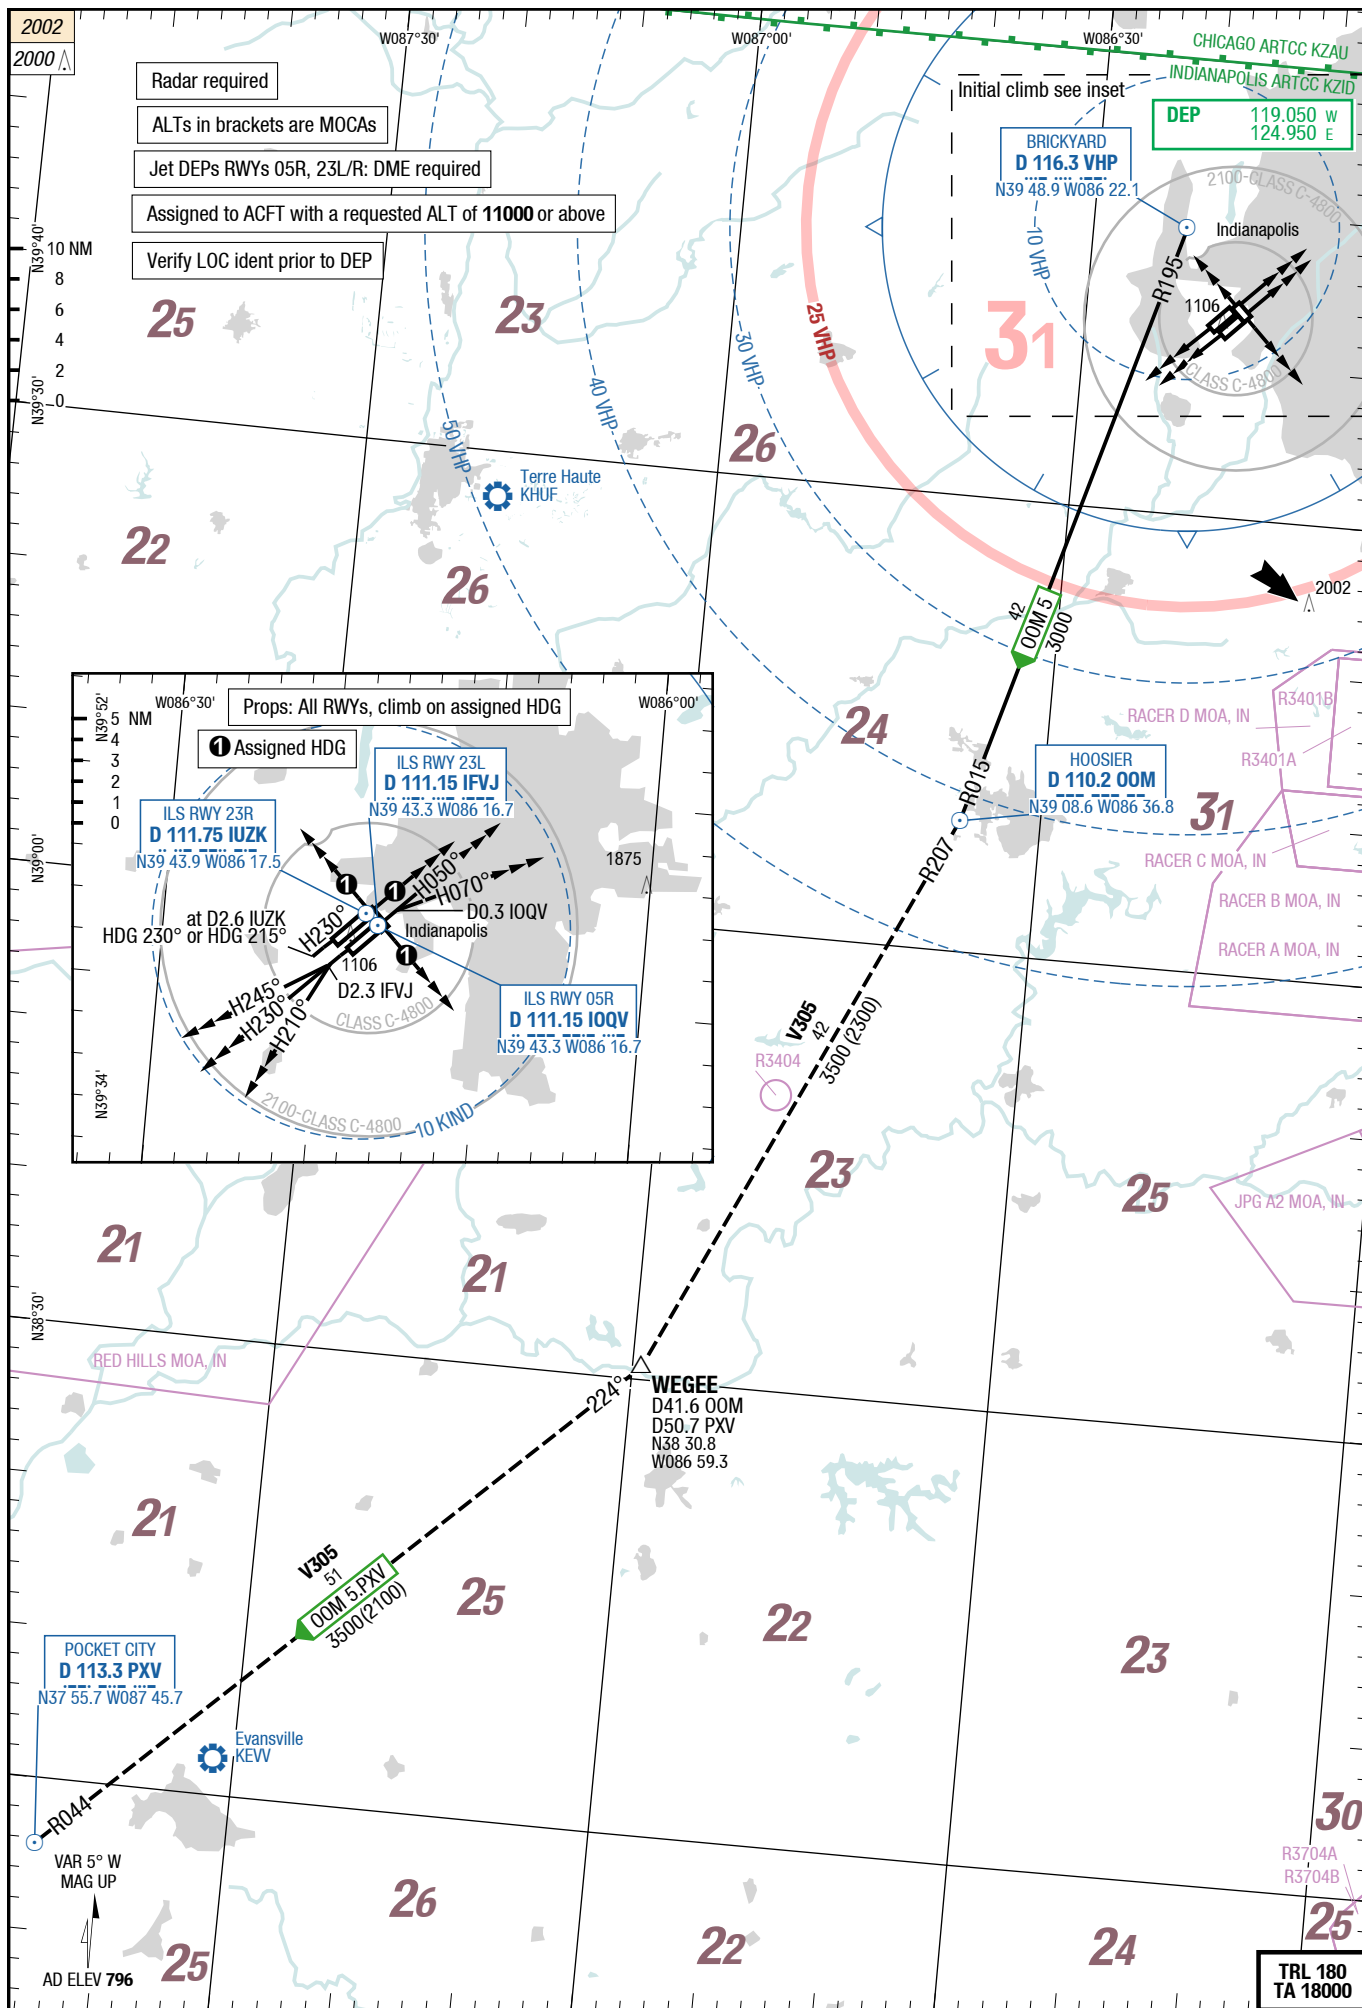 2002
2000
W087°30'
W087°00'
W086°30'
CHICAGO ARTCC KZAU
INDIANAPOLIS ARTCC KZID
Radar required
ALTs in brackets are MOCAs
Jet DEPs RWYs 05R, 23L/R: DME required
Assigned to ACFT with a requested ALT of 11000 or above
Verify LOC ident prior to DEP
Initial climb see inset
DEP 119.050 W
124.950 E
BRICKYARD
D 116.3 VHP
N39 48.9 W086 22.1
2100-CLASS C-4800
Indianapolis
10 VHP
R195
1106
CLASS C-4800
N39°40'
10 NM
8
6
4
2
0
N39°30'
25
23
31
25 VHP
30 VHP
40 VHP
50 VHP
26
Terre Haute
KHUF
22
26
2002
42
OOM 5
3000
24
R3401B
RACER D MOA, IN
R3401A
HOOSIER
D 110.2 OOM
N39 08.6 W086 36.8
R015
31
RACER C MOA, IN
RACER B MOA, IN
RACER A MOA, IN
R207
N39°00'
N39°52'
W086°30'
W086°00'
5 NM
4
3
2
1
0
Props: All RWYs, climb on assigned HDG
1 Assigned HDG
ILS RWY 23L
D 111.15 IFVJ
N39 43.3 W086 16.7
ILS RWY 23R
D 111.75 IUZK
N39 43.9 W086 17.5
1875
1
1
H050°
H070°
D0.3 IOQV
at D2.6 IUZK
HDG 230° or HDG 215°
H230°
Indianapolis
1
1106
D2.3 IFVJ
H245°
H230°
H210°
CLASS C-4800
ILS RWY 05R
D 111.15 IOQV
N39 43.3 W086 16.7
2100-CLASS C-4800
10 KIND
N39°34'
V305
42
3500 (2300)
R3404
23
25
JPG A2 MOA, IN
21
21
N38°30'
RED HILLS MOA, IN
WEGEE
D41.6 OOM
D50.7 PXV
N38 30.8
W086 59.3
224°
21
V305
51
OOM 5.PXV
3500(2100)
25
22
23
POCKET CITY
D 113.3 PXV
N37 55.7 W087 45.7
Evansville
KEVV
R044
30
R3704A
R3704B
VAR 5° W
MAG UP
26
25
22
24
25
AD ELEV 796
TRL 180
TA 18000